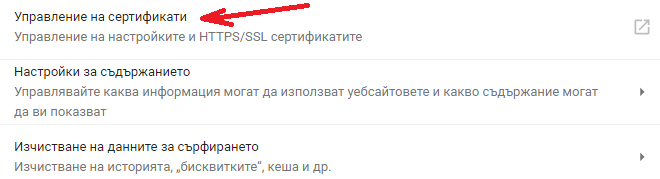 Управление на сертификати
Управление на настройките и HTTPS/SSL сертификатите
Настройки за съдържанието
Управлявайте каква информация могат да използват уебсайтовете и какво съдържание могат
да ви показват
Изчистване на данните за сърфирането
Изчистване на историята, „бисквитките“, кеша и др.